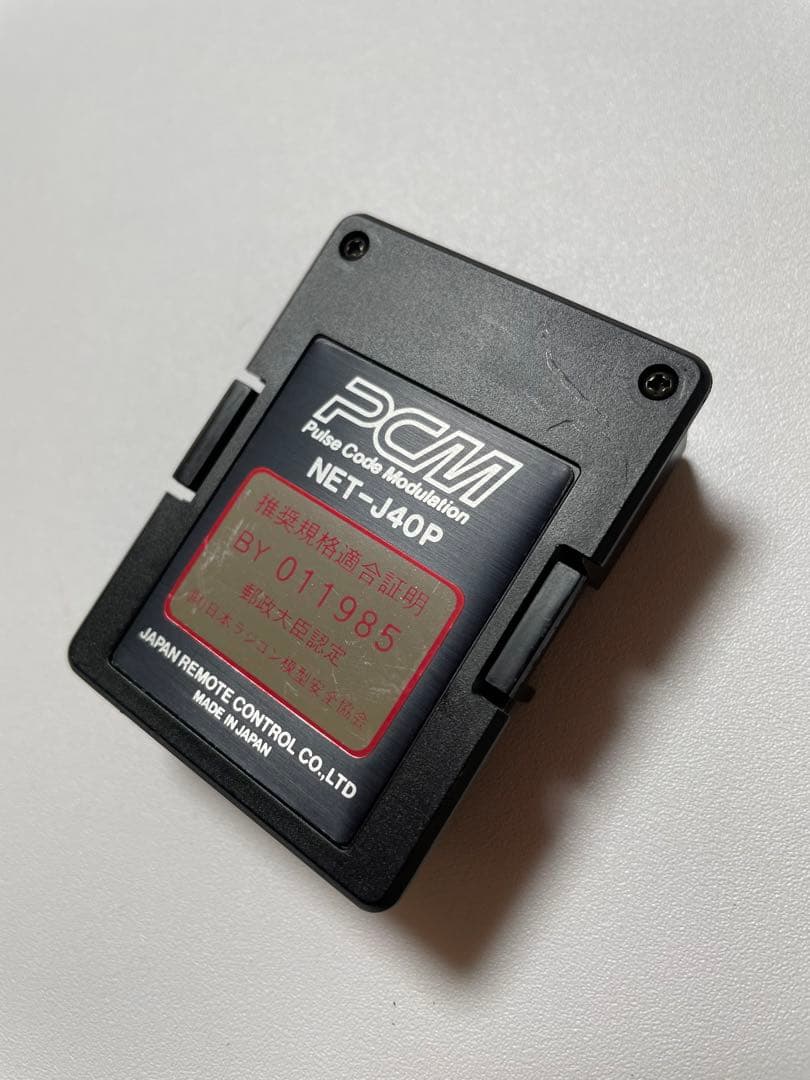 PCM
Pulse Code Modulation
NET-J40P
推奨規格適合証明
BY 011985
郵政大臣認定
日本ラジコン模型安全協会
JAPAN REMOTE CONTROL CO.,LTD
MADE IN JAPAN